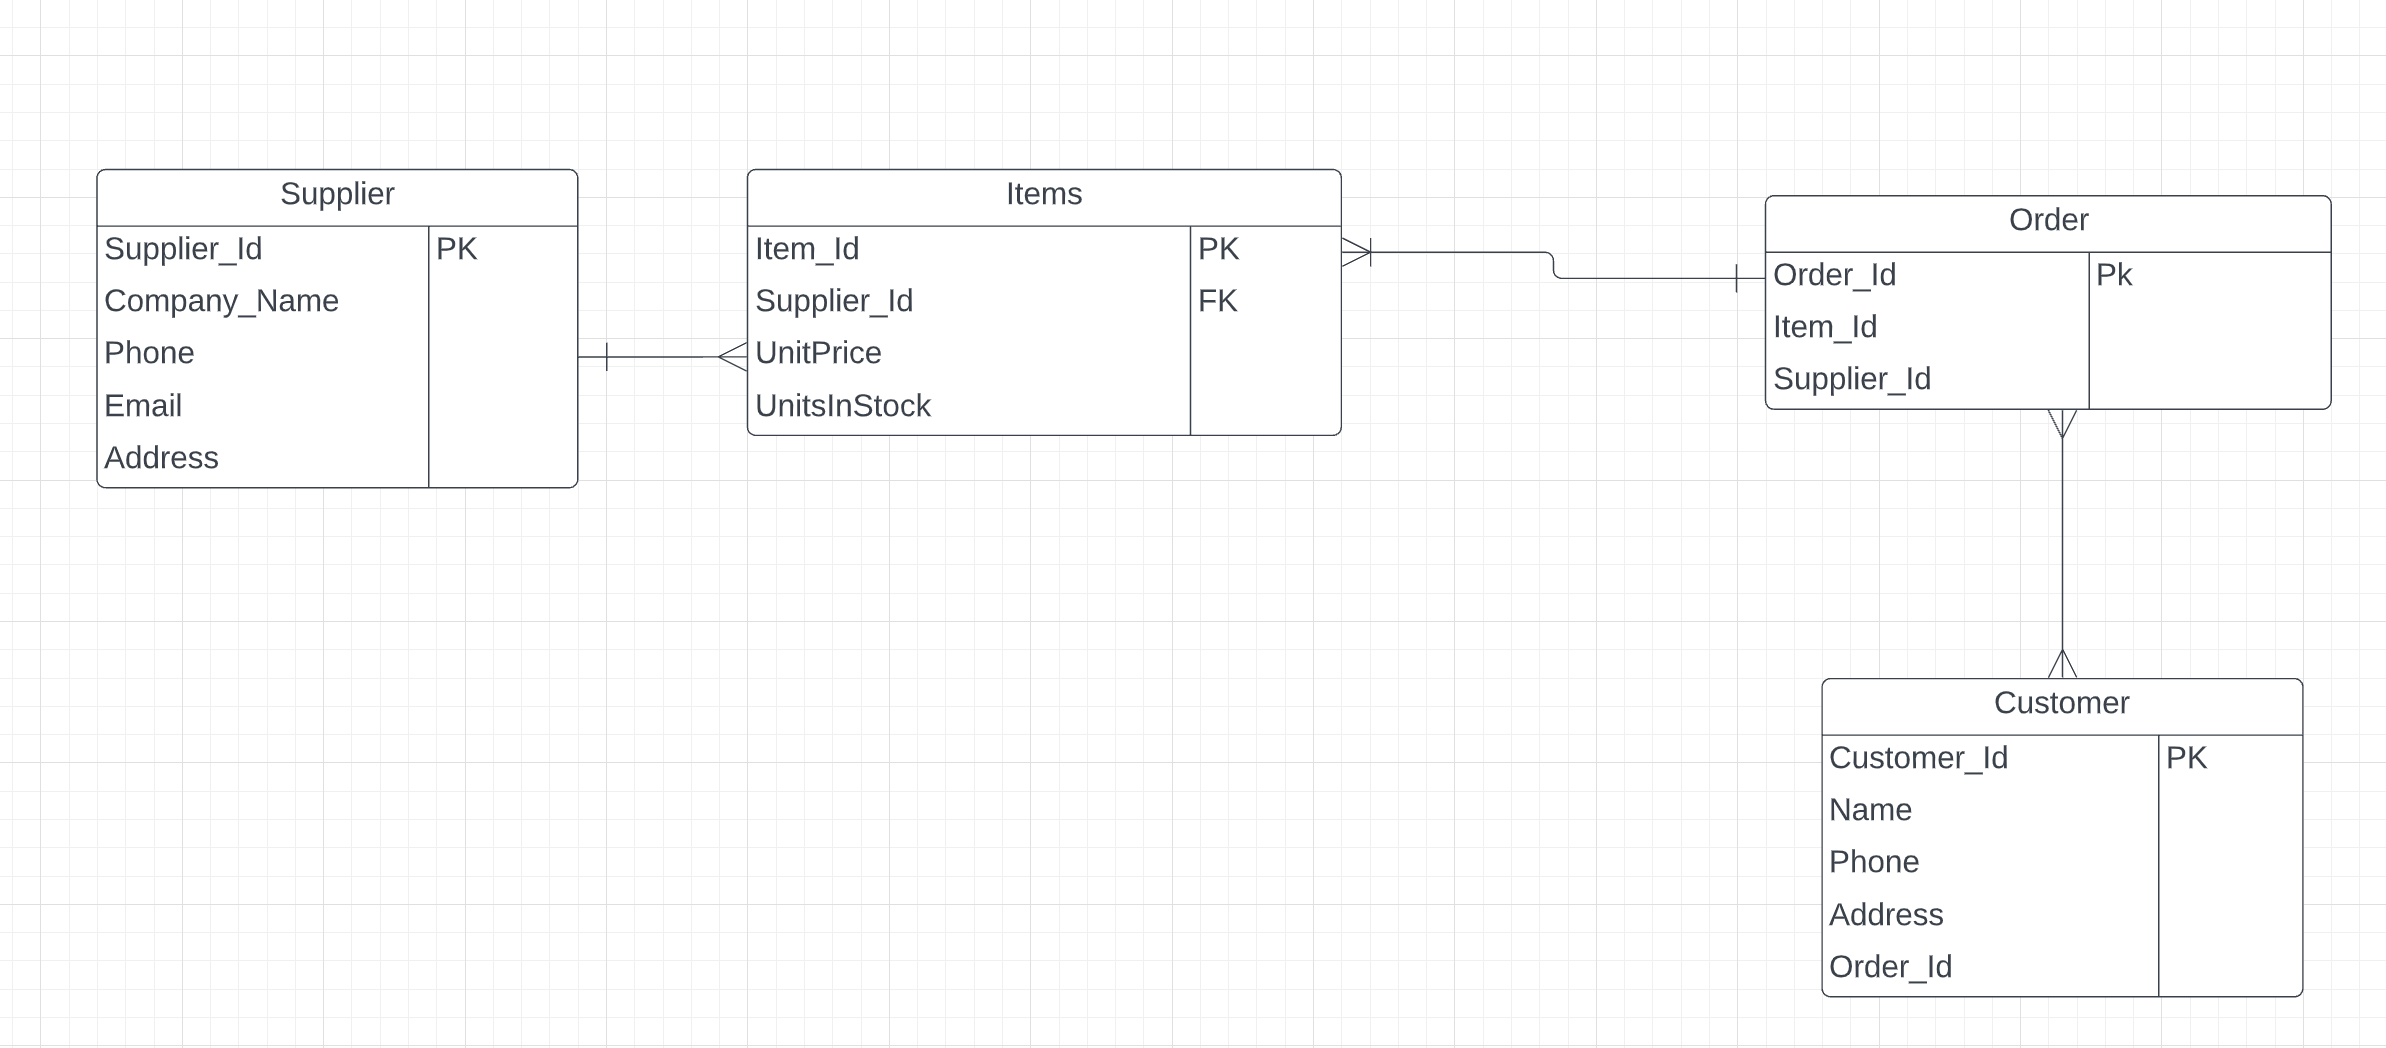 Supplier
Supplier_Id PK
Company_Name
Phone
Email
Address
Items
Item_Id PK
Supplier_Id FK
UnitPrice
UnitsInStock
Order
Order_Id Pk
Item_Id
Supplier_Id
Customer
Customer_Id PK
Name
Phone
Address
Order_Id